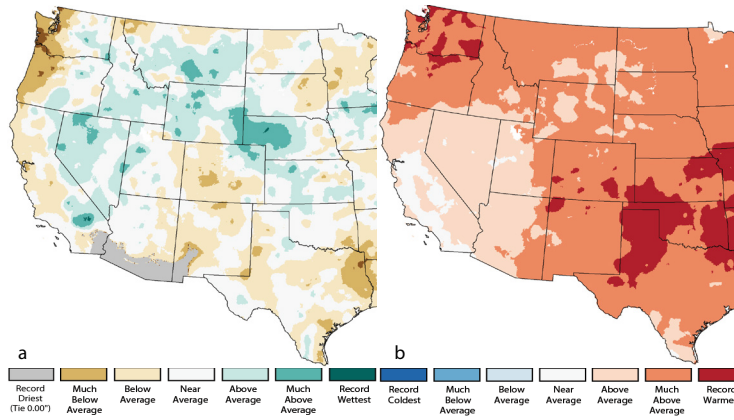 a
b
Record Driest (Tie 0.00")
Much Below Average
Below Average
Near Average
Above Average
Much Above Average
Record Wettest
Record Coldest
Much Below Average
Below Average
Near Average
Above Average
Much Above Average
Record Warme